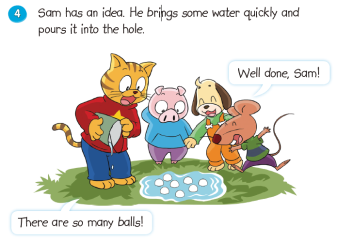 4 Sam has an idea. He brings some water quickly and
pours it into the hole.
Well done, Sam!
There are so many balls!